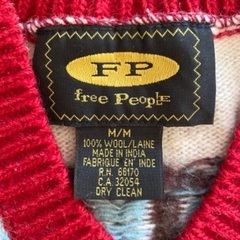 FP
free People
M/M
100% WOOL/LAINE
MADE IN INDIA
FABRIQUE EN INDE
R.N. 66170
C.A. 32054
DRY CLEAN